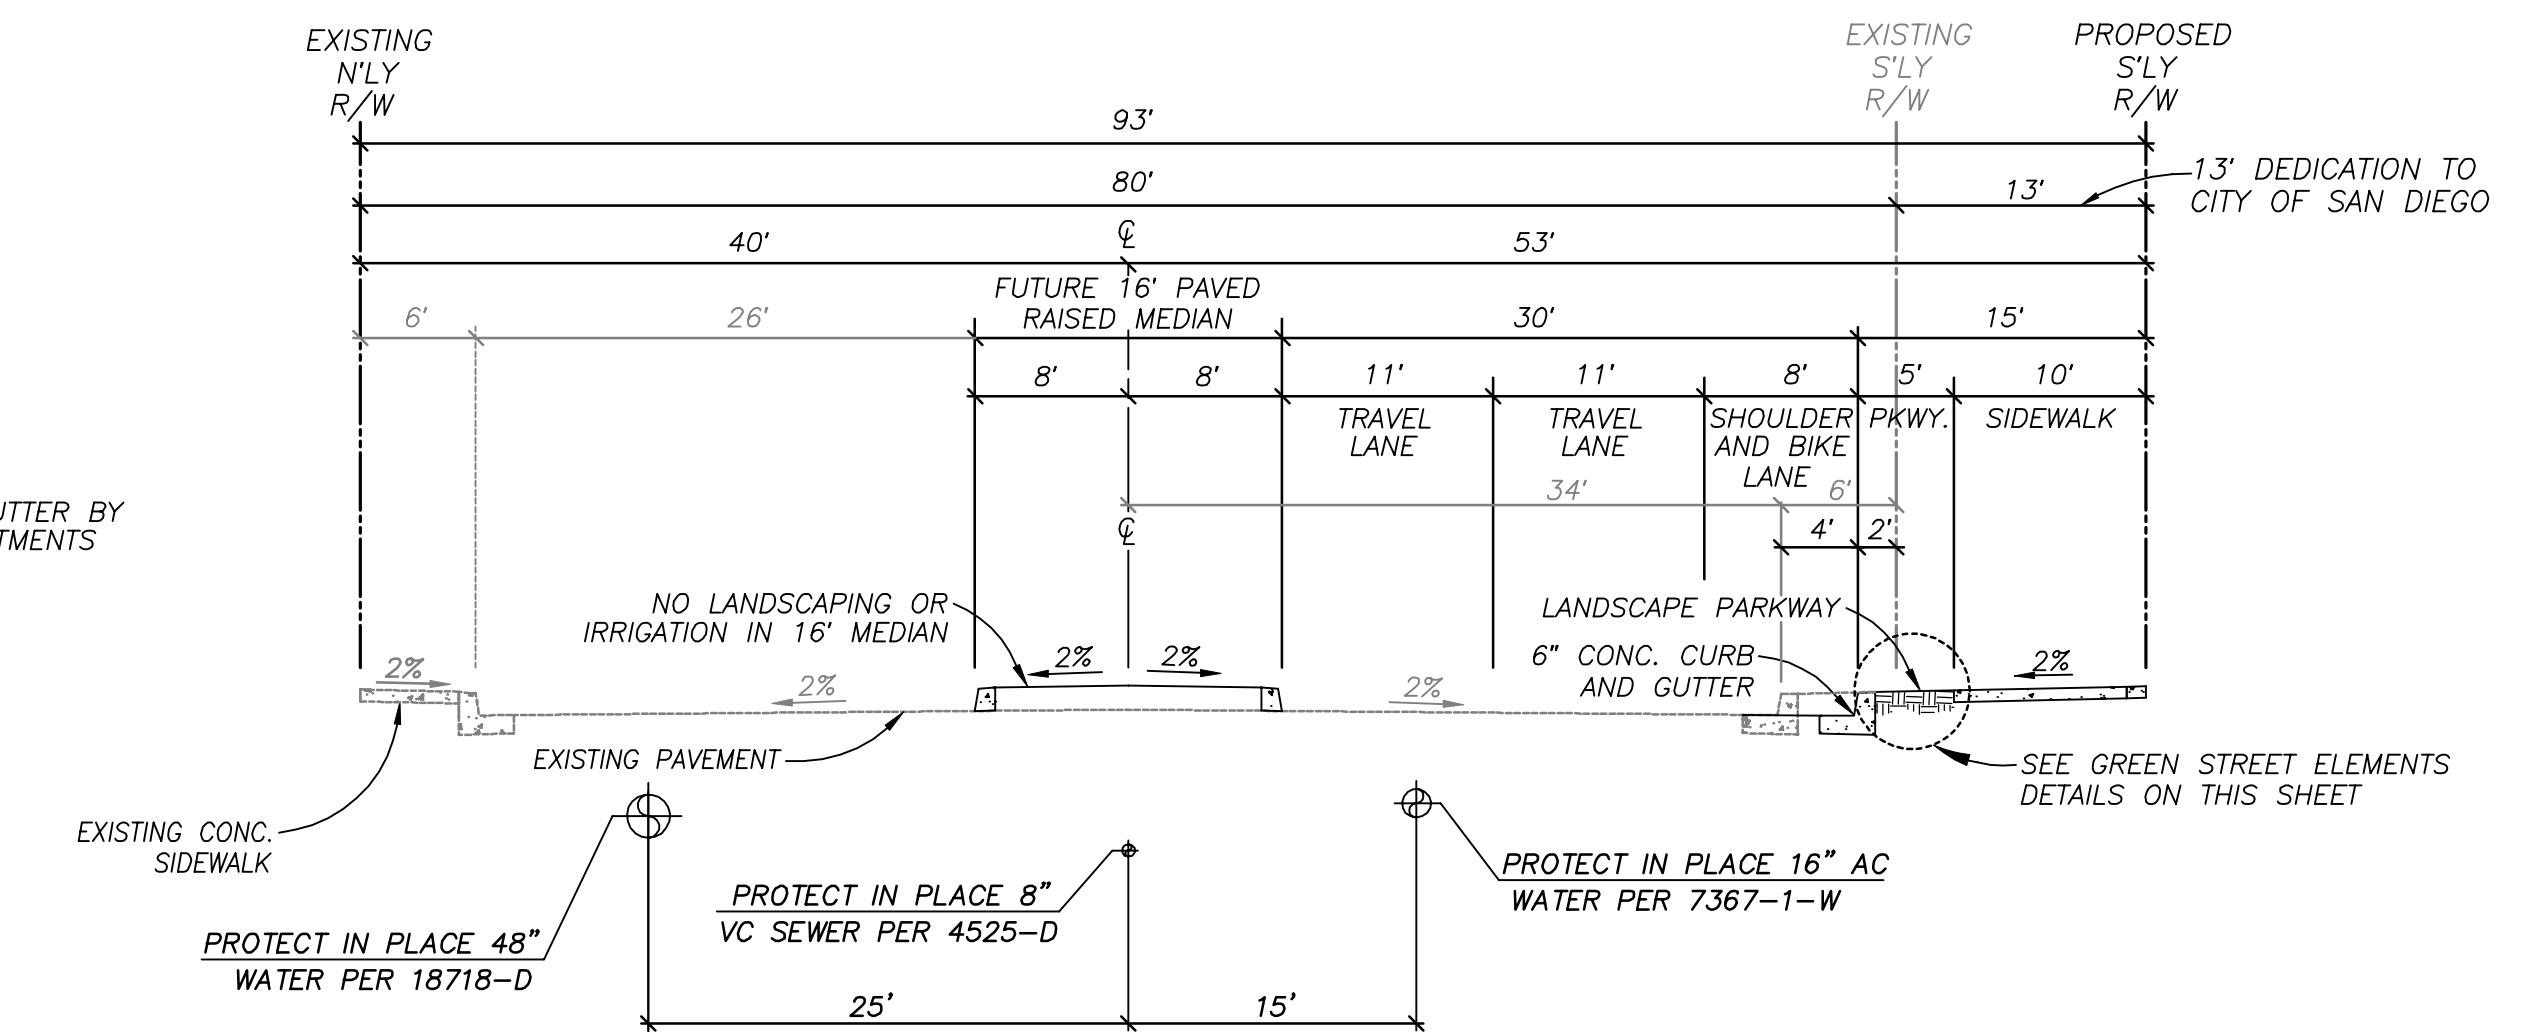 EXISTING
N'LY
R/W
EXISTING
S'LY
R/W
PROPOSED
S'LY
R/W
93'
80'
13'
13' DEDICATION TO
CITY OF SAN DIEGO
40'
℄
53'
FUTURE 16' PAVED
RAISED MEDIAN
6'
26'
30'
15'
8'
8'
11'
11'
8'
5'
10'
TRAVEL
LANE
TRAVEL
LANE
SHOULDER
AND BIKE
LANE
PKWY.
SIDEWALK
34'
6'
℄
4'
2'
UTTER BY
TMENTS
NO LANDSCAPING OR
IRRIGATION IN 16' MEDIAN
LANDSCAPE PARKWAY
6" CONC. CURB
AND GUTTER
2%
2%
2%
2%
2%
2%
EXISTING PAVEMENT
SEE GREEN STREET ELEMENTS
DETAILS ON THIS SHEET
EXISTING CONC.
SIDEWALK
PROTECT IN PLACE 48"
WATER PER 18718-D
PROTECT IN PLACE 8"
VC SEWER PER 4525-D
PROTECT IN PLACE 16" AC
WATER PER 7367-1-W
25'
15'